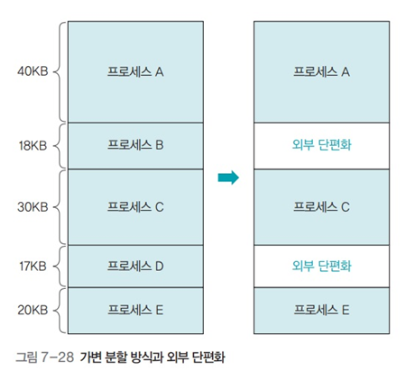 40KB
프로세스 A
프로세스 A
18KB
프로세스 B
외부 단편화
30KB
프로세스 C
프로세스 C
17KB
프로세스 D
외부 단편화
20KB
프로세스 E
프로세스 E
그림 7-28 가변 분할 방식과 외부 단편화